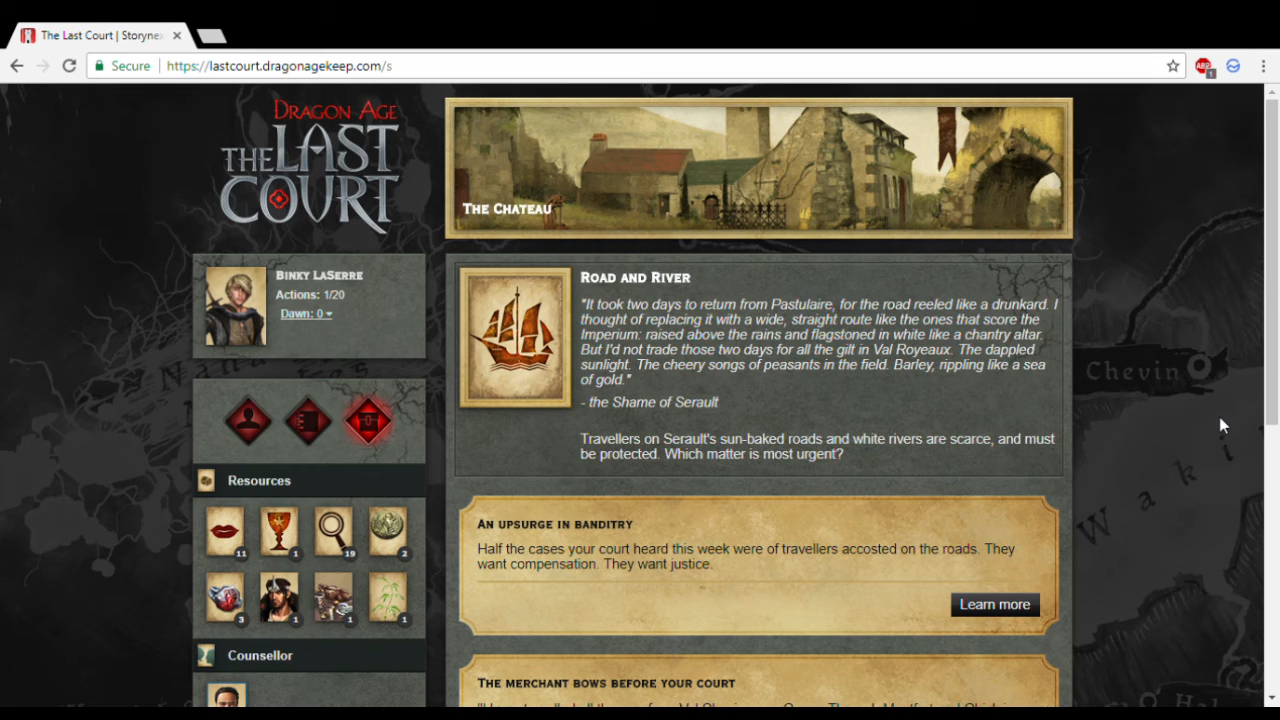 The Last Court | Storyne
Secure
https://lastcourt.dragonagekeep.com/s
ABP
1
DRAGON AGE
THE LAST
COURT
THE CHATEAU
BINKY LASERRE
Actions: 1/20
Dawn: 0
ROAD AND RIVER
"It took two days to return from Pastulaire, for the road reeled like a drunkard. I
thought of replacing it with a wide, straight route like the ones that score the
Imperium: raised above the rains and flagstoned in white like a chantry altar.
But I'd not trade those two days for all the gilt in Val Royeaux. The dappled
sunlight. The cheery songs of peasants in the field. Barley, rippling like a sea
of gold."
- the Shame of Serault
Travellers on Serault's sun-baked roads and white rivers are scarce, and must
be protected. Which matter is most urgent?
Chevin
Resources
11
1
19
2
3
1
1
1
AN UPSURGE IN BANDITRY
Half the cases your court heard this week were of travellers accosted on the roads. They
want compensation. They want justice.
Learn more
Waki
Counsellor
THE MERCHANT BOWS BEFORE YOUR COURT
Hal